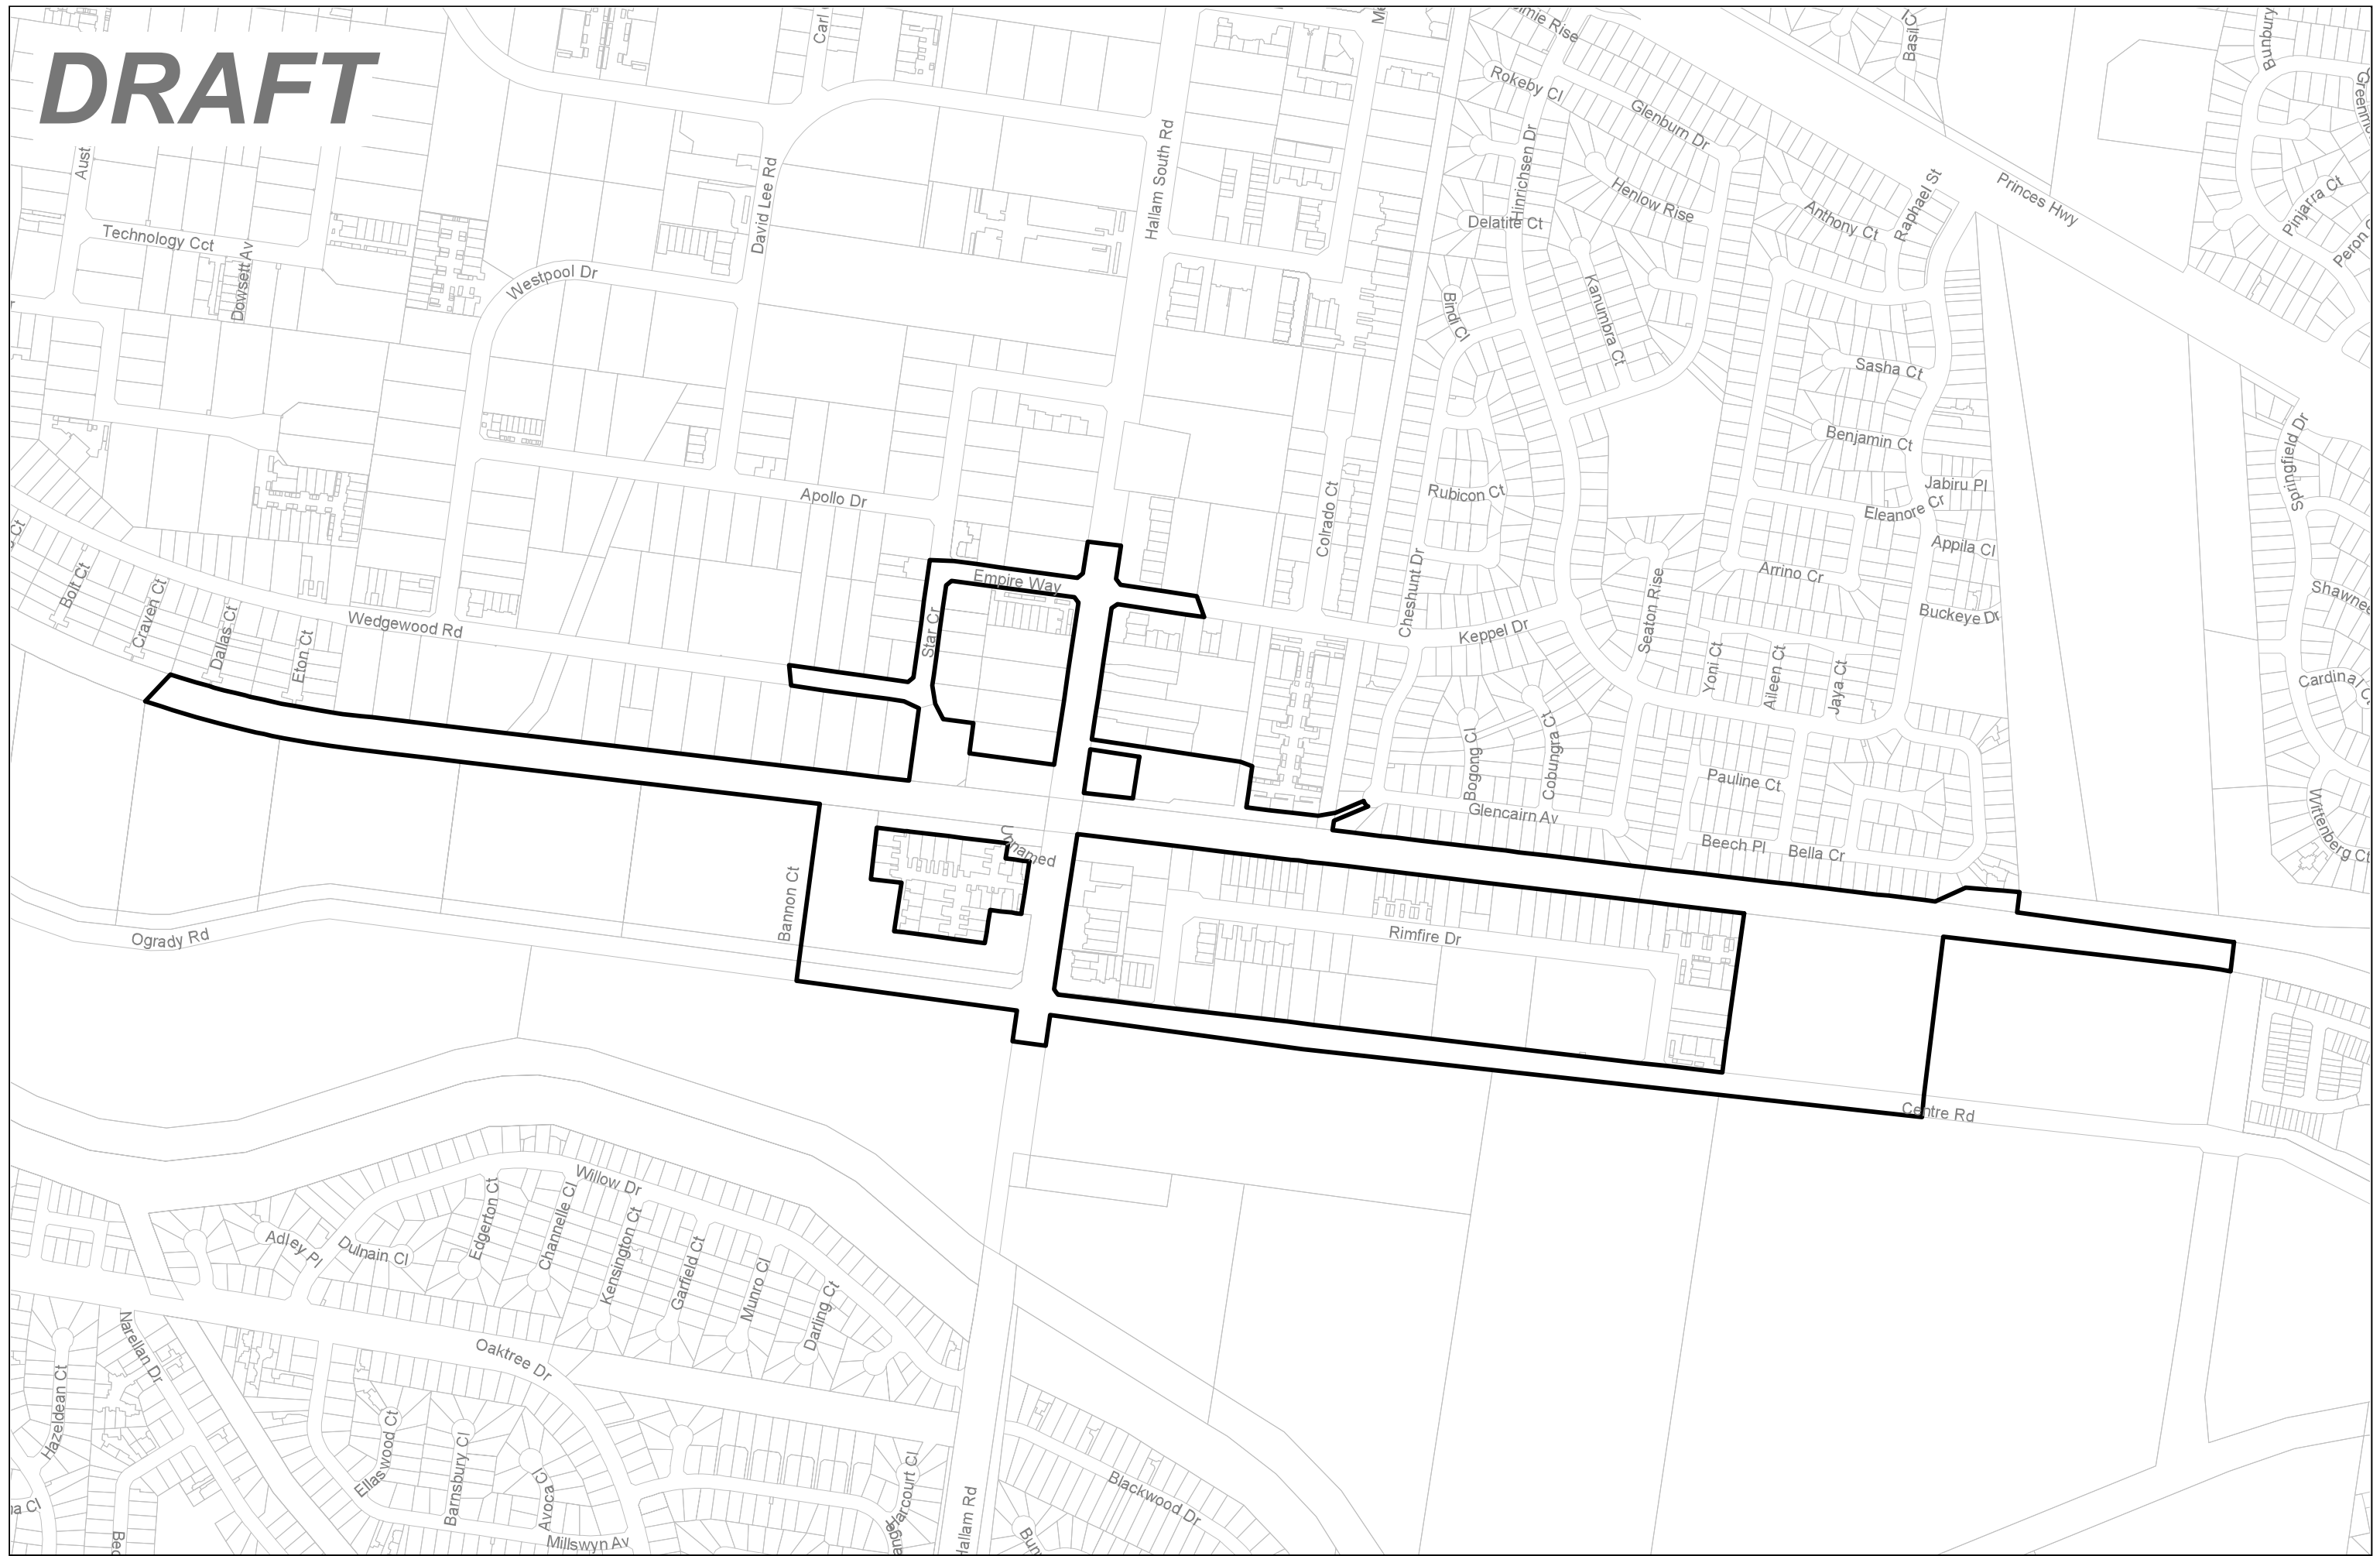 DRAFT
Carl
Rokeby Cl
Basil
Bunbury
Glenburn Dr
Aust
David Lee Rd
Hallam South Rd
Hinrichsen Dr
Henlow Rise
Delatite Ct
Anthony Ct
Raphael St
Princes Hwy
Pinjarra Ct
Peron
Technology Cct
Dowsett Av
Westpool Dr
Bindi Cl
Kanumbra Ct
Sasha Ct
Benjamin Ct
Springfield Dr
Jabiru Pl
Eleanore Cr
Apollo Dr
Rubicon Ct
Colrado Ct
Appila Cl
Arrino Cr
Buckeye Dr
Shawnee
Cheshunt Dr
Keppel Dr
Seaton Rise
Empire Way
Star Cr
Bolt Ct
Craven Ct
Dallas Ct
Eton Ct
Wedgewood Rd
Yoni Ct
Aileen Ct
Jaya Ct
Cardinal
Bogong Cl
Cobungra Ct
Pauline Ct
Glencairn Av
Beech Pl
Bella Cr
Wittenberg Ct
Unnamed
Bannon Ct
Ogrady Rd
Rimfire Dr
Centre Rd
Willow Dr
Adley Pl
Dulnain Cl
Edgerton Ct
Channelle Cl
Kensington Ct
Garfield Ct
Munro Cl
Darling Ct
Narellan Dr
Oaktree Dr
Hazeldean Ct
Ellaswood Ct
Barnsbury Cl
Avoca Cl
Harcourt Cl
Hallam Rd
Blackwood Dr
Millswyn Av